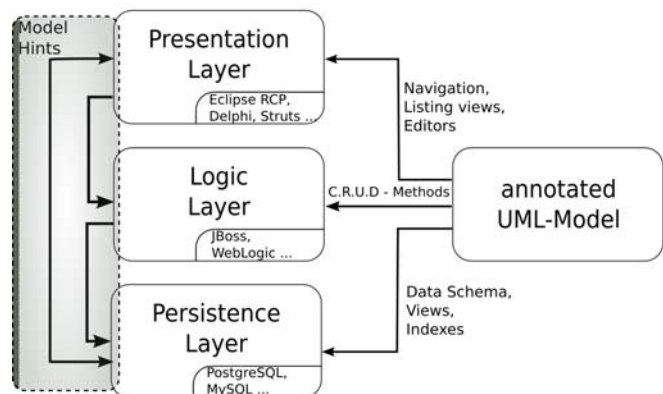 Model
Hints
Presentation
Layer
Eclipse RCP,
Delphi, Struts ...
Navigation,
Listing views,
Editors
Logic
Layer
JBoss,
WebLogic ...
C.R.U.D - Methods
annotated
UML-Model
Persistence
Layer
PostgreSQL,
MySQL ...
Data Schema,
Views,
Indexes